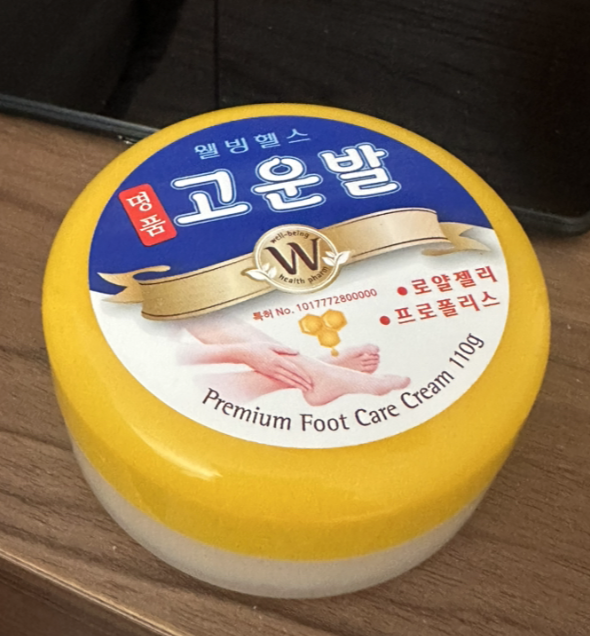 웰빙헬스
명품
고운발
well-being
W
health pharm
특허 No. 1017772800000
•로얄젤리
•프로폴리스
Premium Foot Care Cream 110g